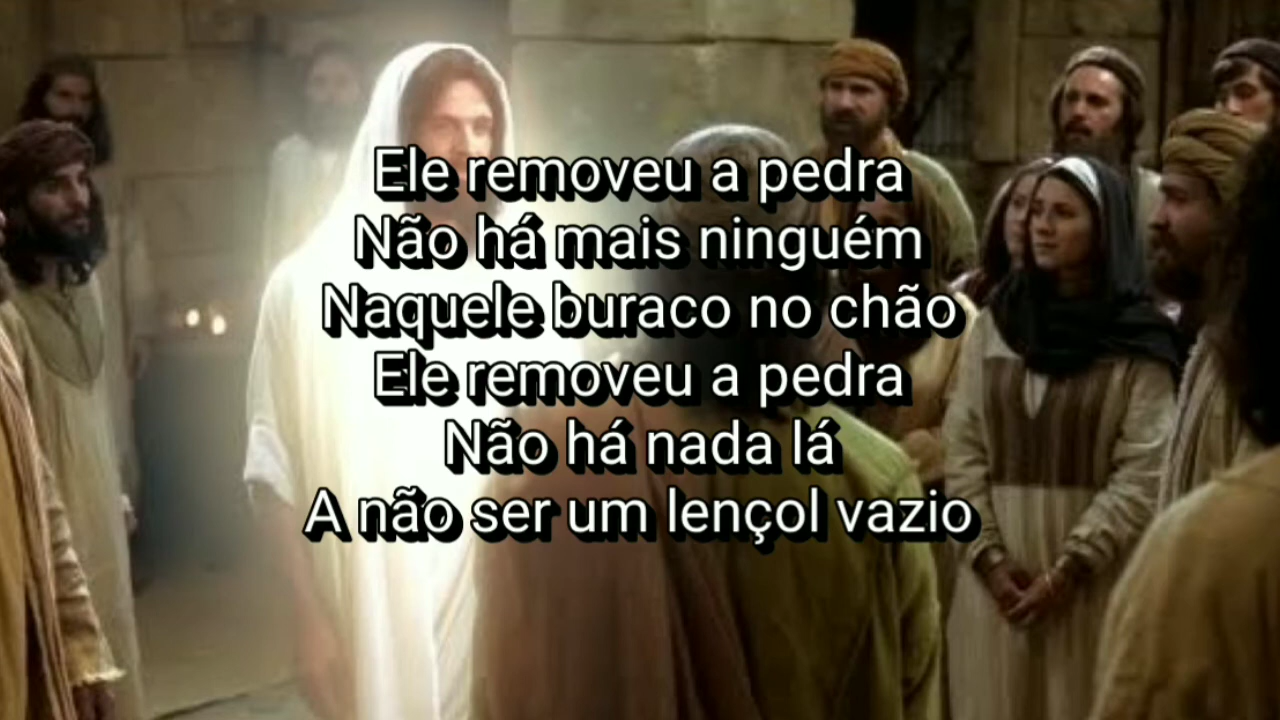 Ele removeu a pedra
Não há mais ninguém
Naquele buraco no chão
Ele removeu a pedra
Não há nada lá
A não ser um lençol vazio